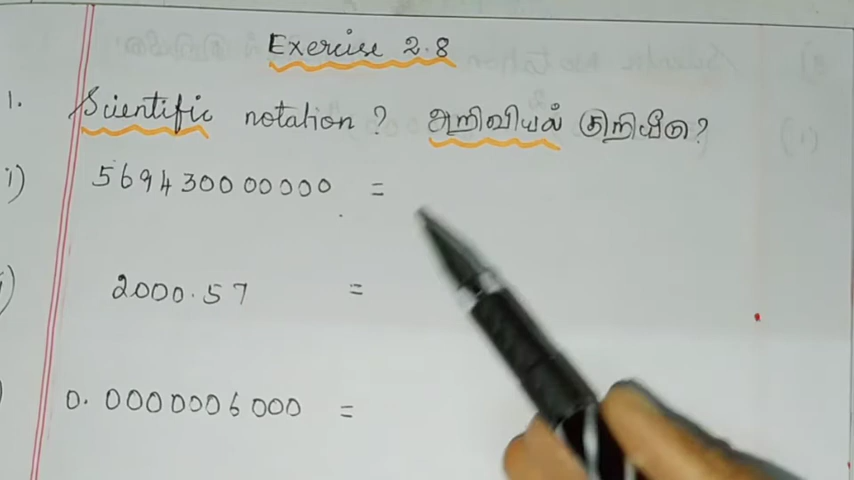 Exercise 2.8
1. Scientific notation ? அறிவியல் குறியீடு?
i) 569430000000 =
2000.57 =
0.0000006000 =